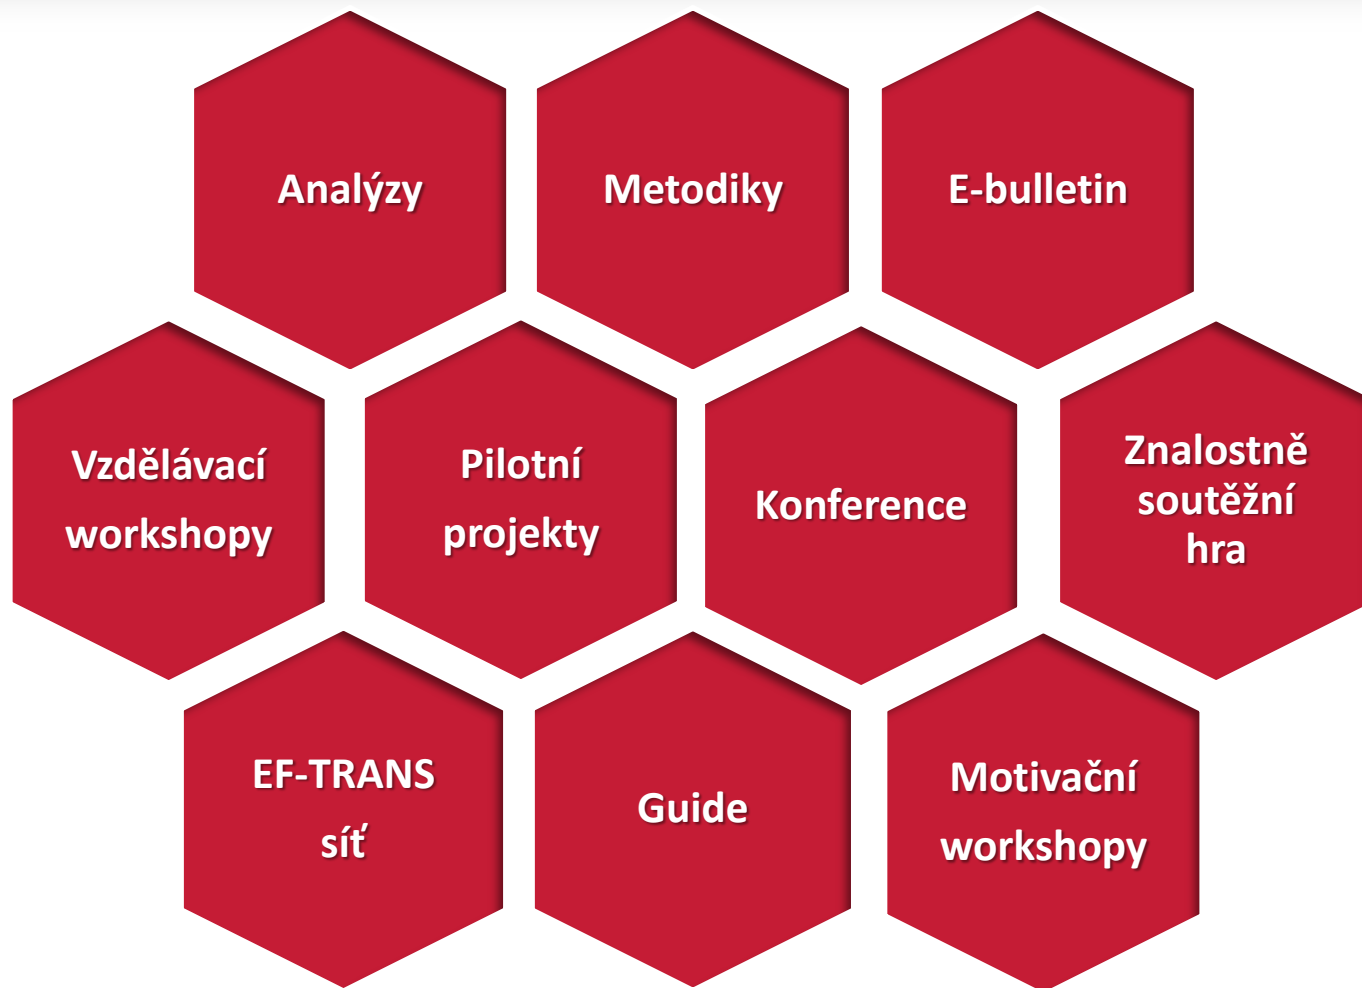 Analýzy
Metodiky
E-bulletin
Vzdělávací
workshopy
Pilotní
projekty
Konference
Znalostně
soutěžní
hra
EF-TRANS
síť
Guide
Motivační
workshopy